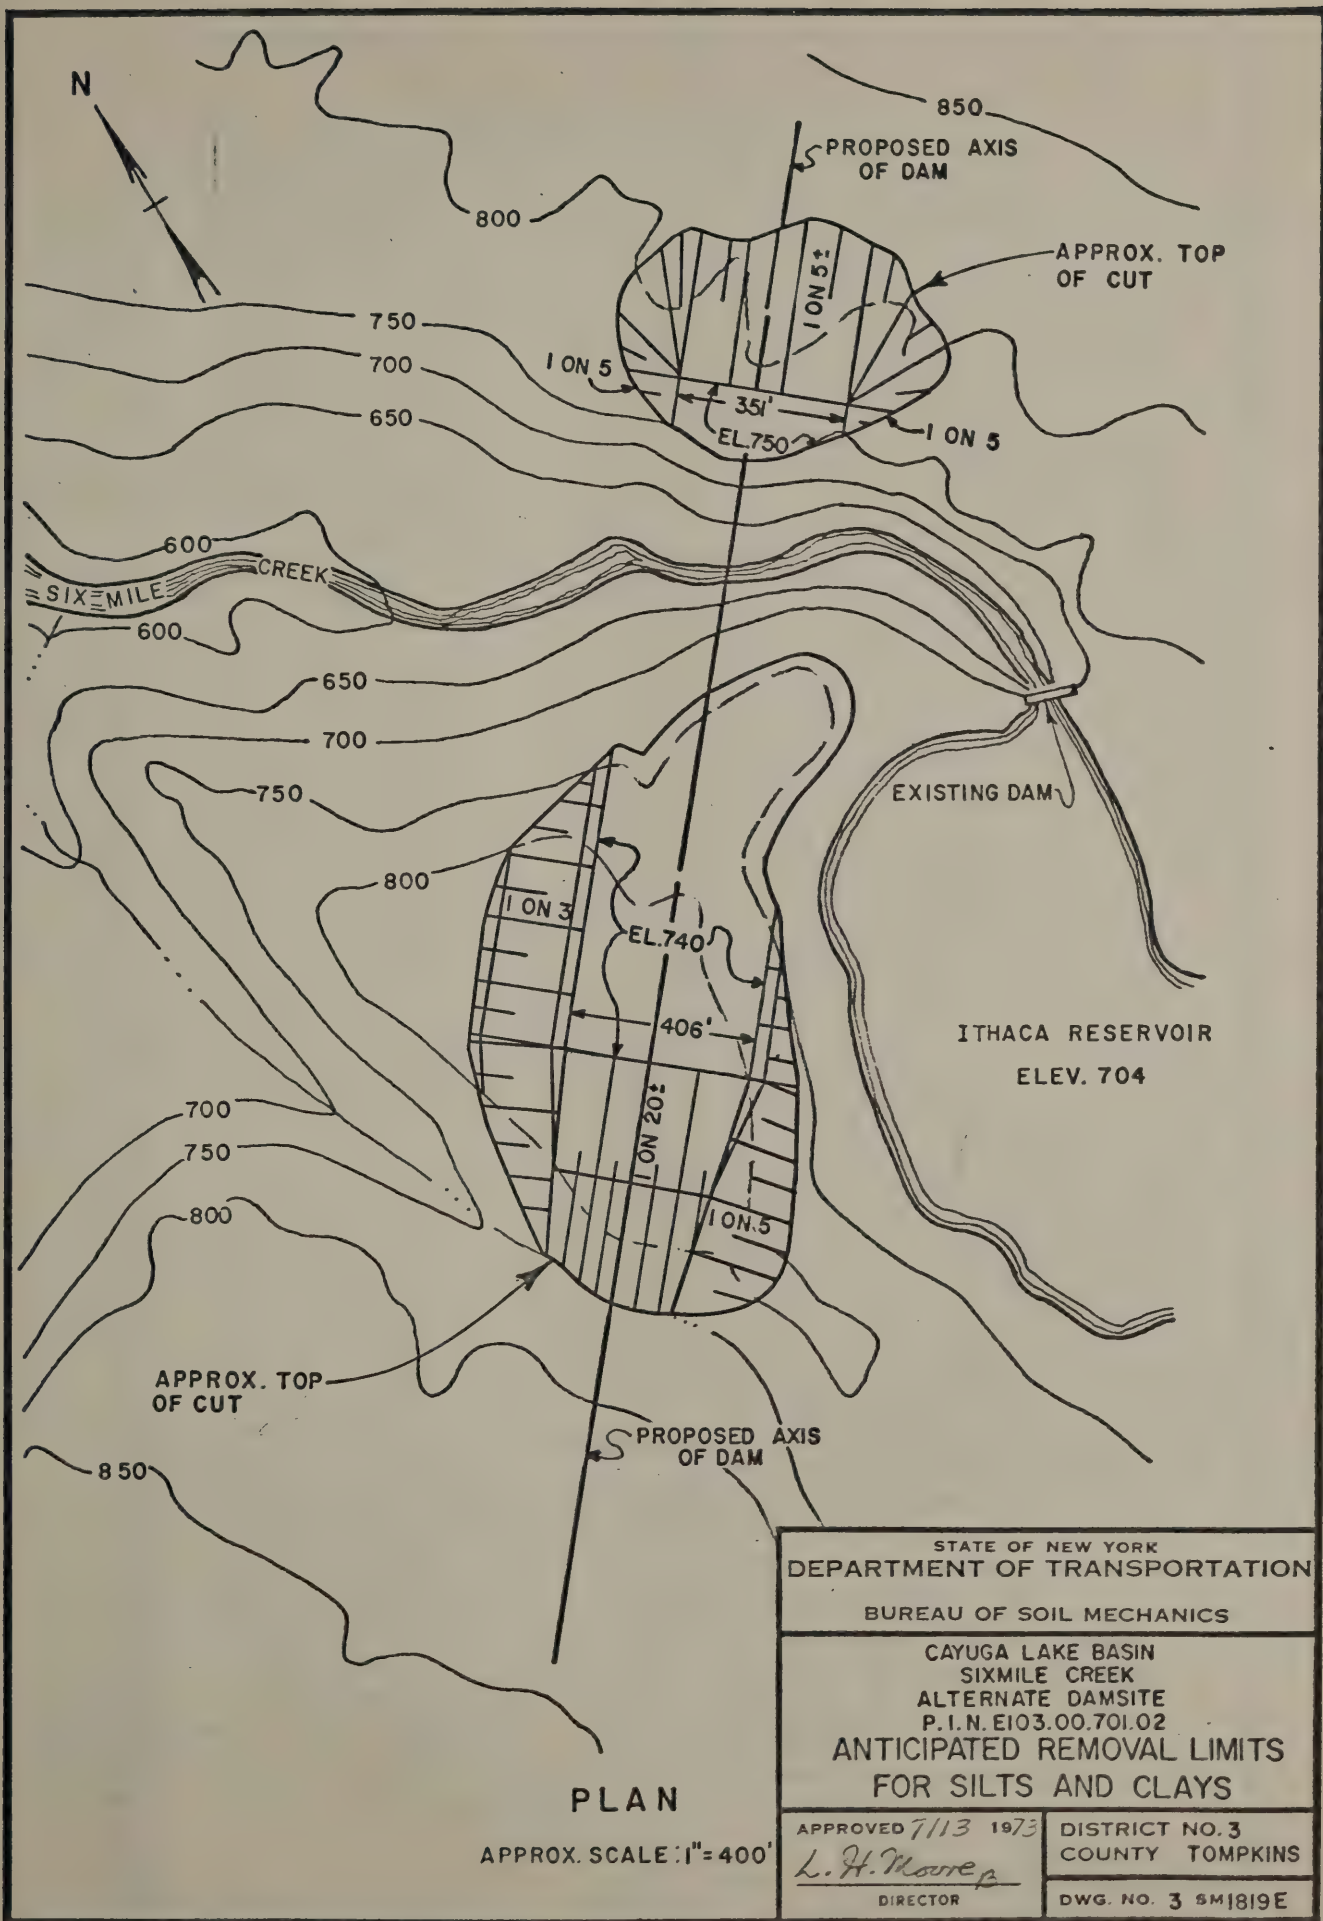 N
850
PROPOSED AXIS
OF DAM
800
APPROX. TOP
OF CUT
1 ON 5±
750
1 ON 5
700
351'
650
EL.750
1 ON 5
600
CREEK
SIX MILE
600
650
700
750
EXISTING DAM
800
1 ON 3
EL.740
406'
ITHACA RESERVOIR
ELEV. 704
1 ON 20±
700
750
800
1 ON 5
APPROX. TOP
OF CUT
PROPOSED AXIS
OF DAM
850
STATE OF NEW YORK
DEPARTMENT OF TRANSPORTATION
BUREAU OF SOIL MECHANICS
CAYUGA LAKE BASIN
SIXMILE CREEK
ALTERNATE DAMSITE
P.I.N. E103.00.701.02
ANTICIPATED REMOVAL LIMITS
FOR SILTS AND CLAYS
PLAN
APPROX. SCALE: 1"=400'
APPROVED 7/13 1973
L. H. Moore
DIRECTOR
DISTRICT NO. 3
COUNTY TOMPKINS
DWG. NO. 3 SM1819E